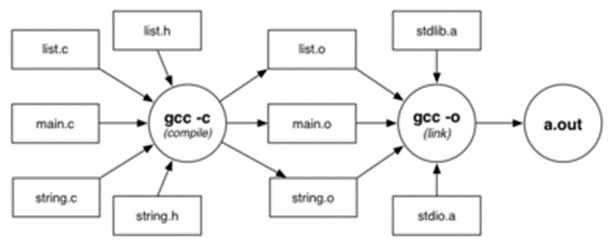 list.h
stdlib.a
list.c
list.o
main.c
gcc -c
(compile)
main.o
gcc -o
(link)
a.out
string.c
string.o
string.h
stdio.a